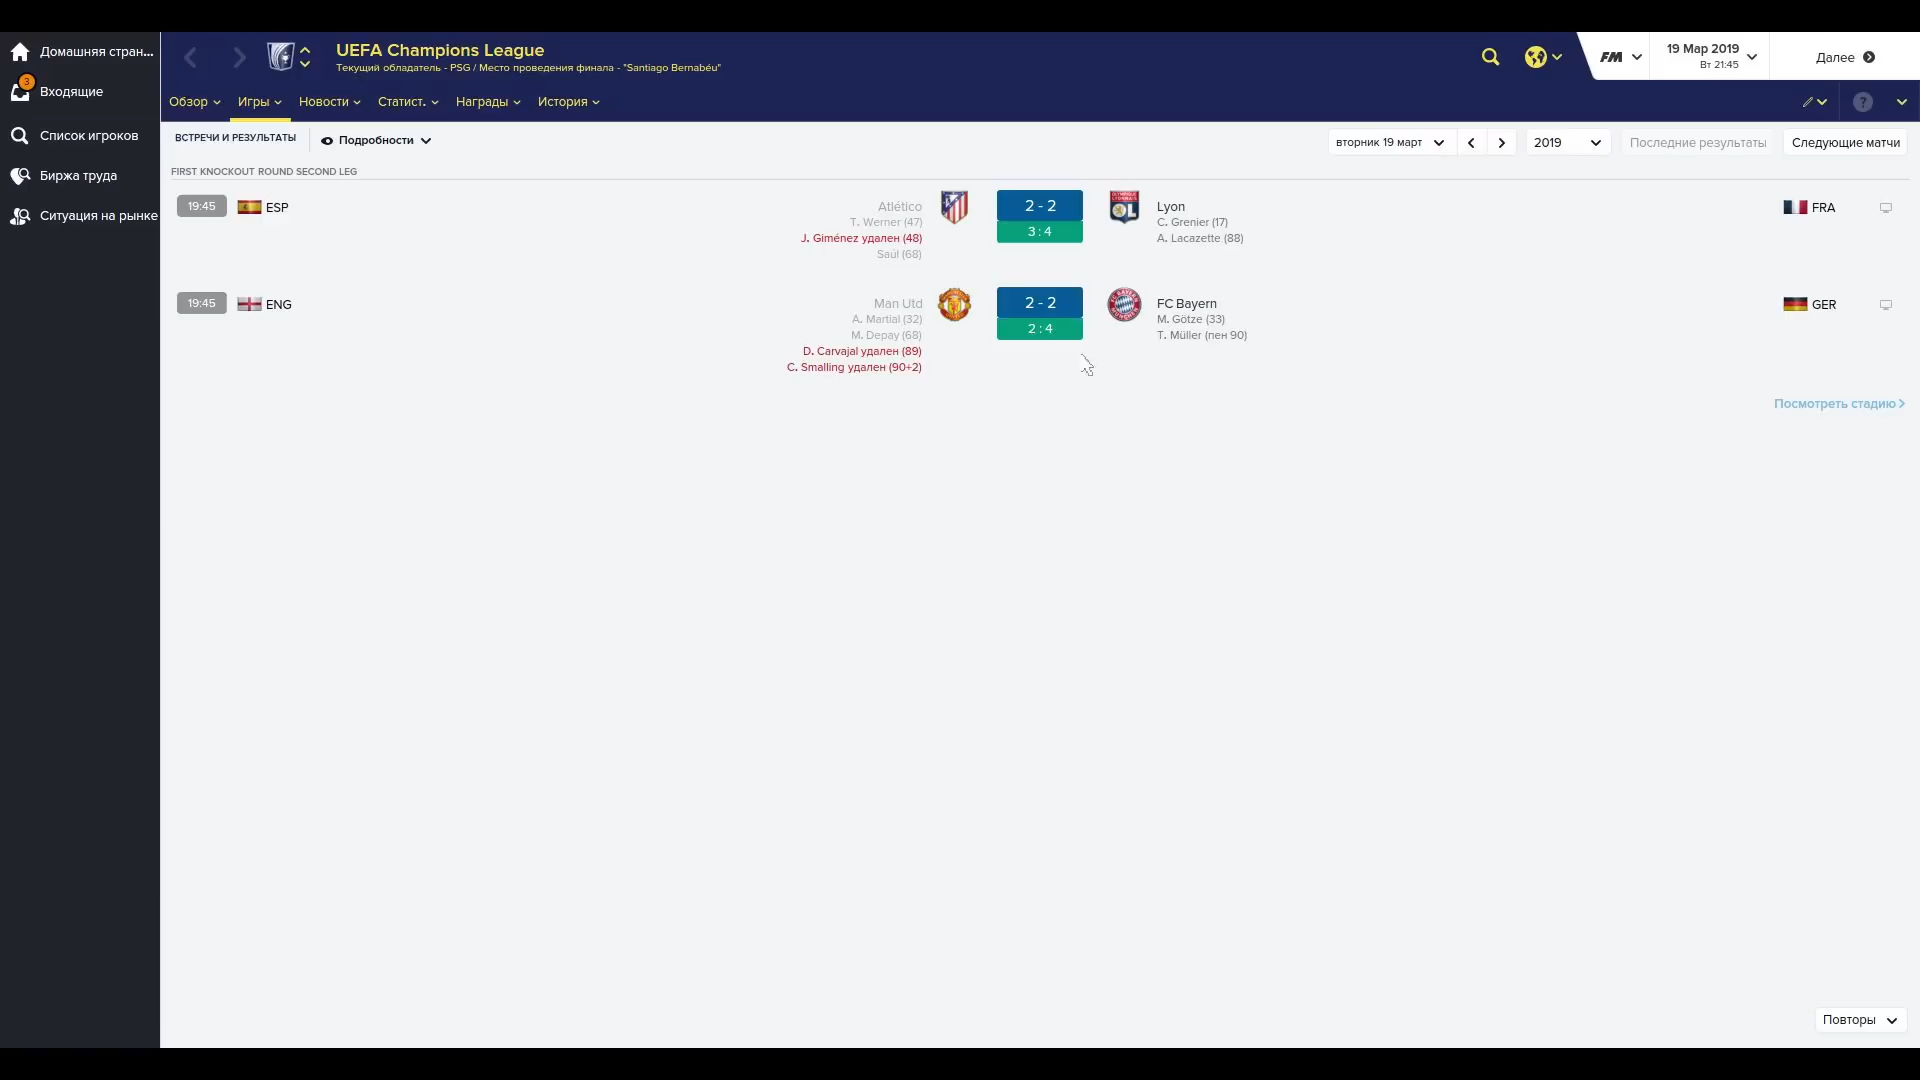 Домашняя стран...
3
Входящие
Список игроков
Биржа труда
Ситуация на рынке
UEFA Champions League
Текущий обладатель - PSG / Место проведения финала - "Santiago Bernabéu"
FM
19 Мар 2019
Вт 21:45
Далее
Обзор
Игры
Новости
Статист.
Награды
История
?
ВСТРЕЧИ И РЕЗУЛЬТАТЫ
Подробности
вторник 19 март
2019
Последние результаты
Следующие матчи
FIRST KNOCKOUT ROUND SECOND LEG
19:45 ESP Atlético 2 - 2 Lyon FRA
T. Werner (47) 3 : 4 C. Grenier (17)
J. Giménez удален (48) A. Lacazette (88)
Saúl (68)
19:45 ENG Man Utd 2 - 2 FC Bayern GER
A. Martial (32) 2 : 4 M. Götze (33)
M. Depay (68) T. Müller (пен 90)
D. Carvajal удален (89)
C. Smalling удален (90+2)
Посмотреть стадию
Повторы